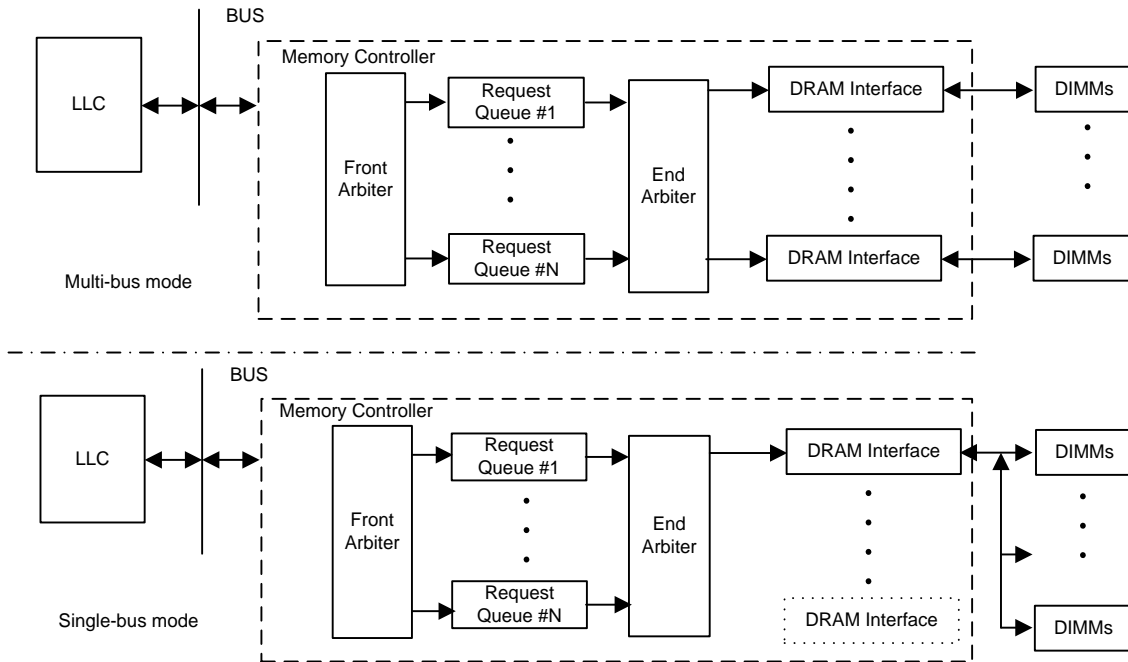 BUS
Memory Controller
LLC
Front
Arbiter
Request
Queue #1
Request
Queue #N
End
Arbiter
DRAM Interface
DRAM Interface
DIMMs
DIMMs
Multi-bus mode
BUS
Memory Controller
LLC
Front
Arbiter
Request
Queue #1
Request
Queue #N
End
Arbiter
DRAM Interface
DRAM Interface
DIMMs
DIMMs
Single-bus mode